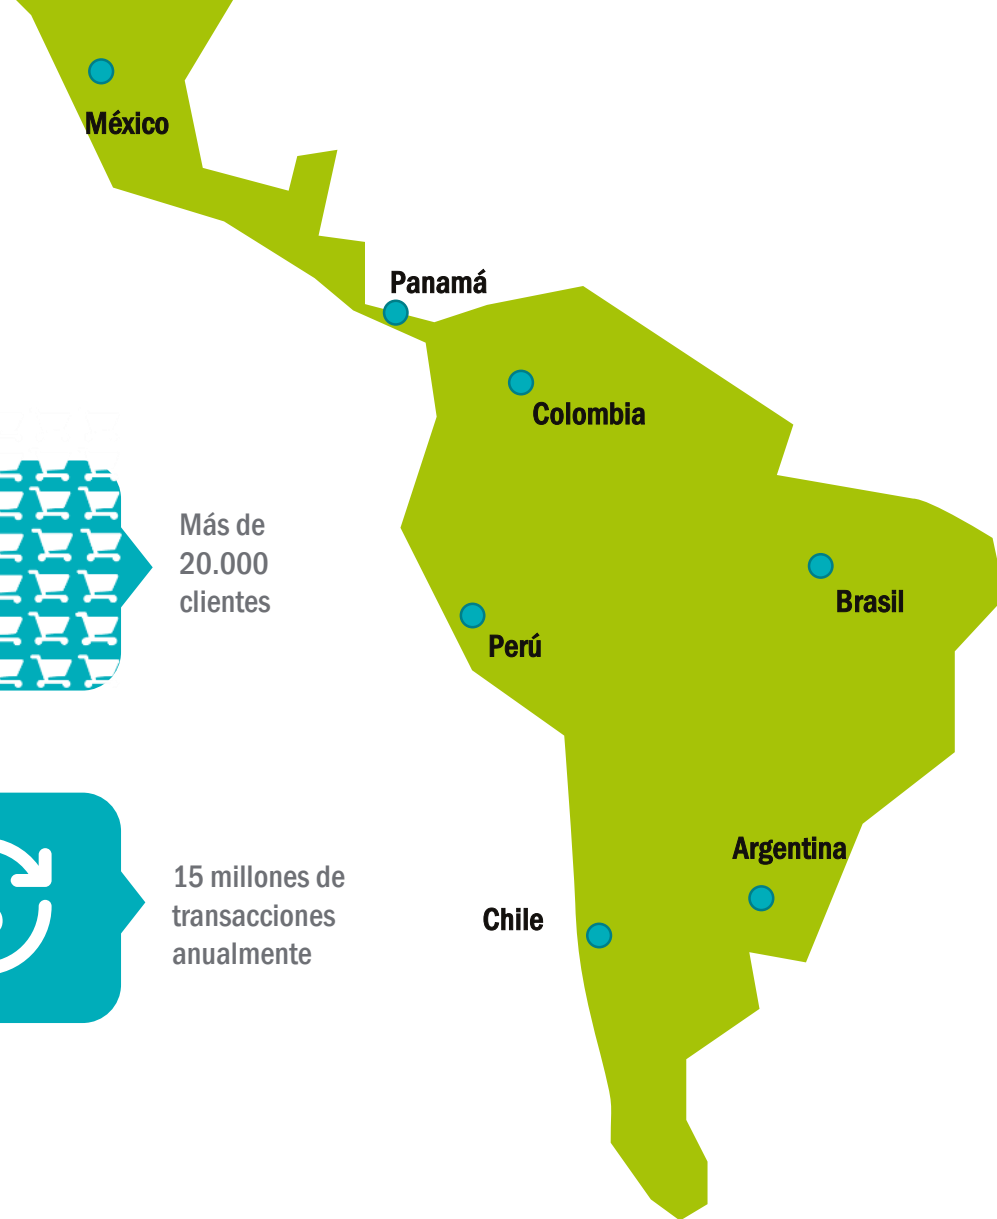 México
Panamá
Colombia
Más de
20.000
clientes
Brasil
Perú
Argentina
15 millones de
transacciones
anualmente
Chile